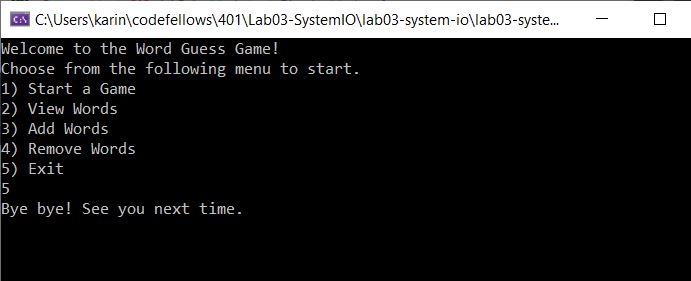 C:\Users\karin\codefellows\401\Lab03-SystemIO\lab03-system-io\lab03-syste...
Welcome to the Word Guess Game!
Choose from the following menu to start.
1) Start a Game
2) View Words
3) Add Words
4) Remove Words
5) Exit
5
Bye bye! See you next time.